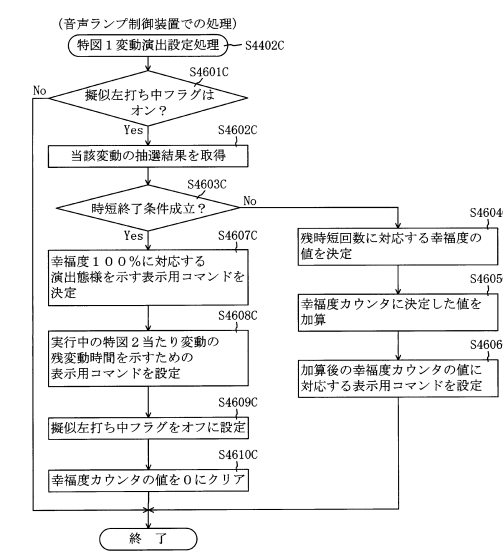 （音声ランプ制御装置での処理）
特図１変動演出設定処理
S4402C
S4601C
擬似左打ち中フラグは
オン？
No
Yes
S4602C
当該変動の抽選結果を取得
S4603C
時短終了条件成立？
No
Yes
S4607C
幸福度１００％に対応する
演出態様を示す表示用コマンドを
決定
S4608C
実行中の特図２当たり変動の
残変動時間を示すための
表示用コマンドを設定
S4609C
擬似左打ち中フラグをオフに設定
S4610C
幸福度カウンタの値を０にクリア
S4604
残時短回数に対応する幸福度の
値を決定
S4605
幸福度カウンタに決定した値を
加算
S4606
加算後の幸福度カウンタの値に
対応する表示用コマンドを設定
終　了